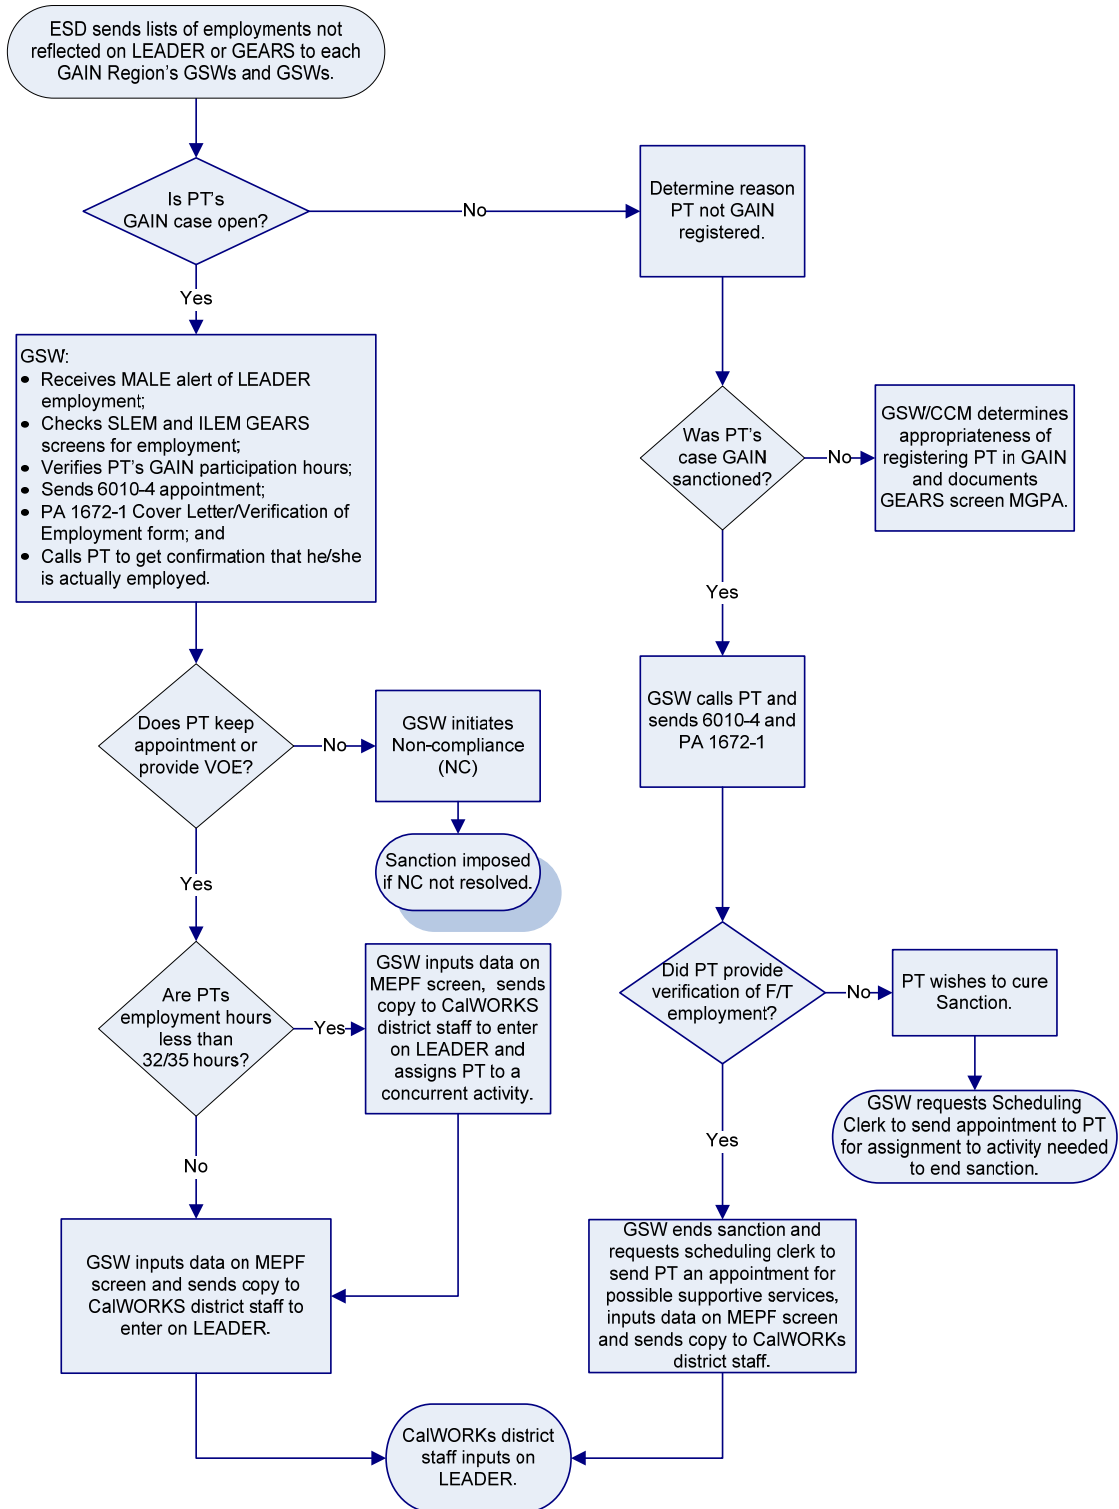 ESD sends lists of employments not
reflected on LEADER or GEARS to each
GAIN Region's GSWs and GSWs.
Is PT's
GAIN case open?
No
Determine reason
PT not GAIN
registered.
Yes
GSW:
• Receives MALE alert of LEADER
employment;
• Checks SLEM and ILEM GEARS
screens for employment;
• Verifies PT's GAIN participation hours;
• Sends 6010-4 appointment;
• PA 1672-1 Cover Letter/Verification of
Employment form; and
• Calls PT to get confirmation that he/she
is actually employed.
Was PT's
case GAIN
sanctioned?
No
GSW/CCM determines
appropriateness of
registering PT in GAIN
and documents
GEARS screen MGPA.
Yes
GSW calls PT and
sends 6010-4 and
PA 1672-1
Does PT keep
appointment or
provide VOE?
No
GSW initiates
Non-compliance
(NC)
Sanction imposed
if NC not resolved.
Yes
Are PTs
employment hours
less than
32/35 hours?
Yes
GSW inputs data on
MEPF screen, sends
copy to CalWORKS
district staff to enter
on LEADER and
assigns PT to a
concurrent activity.
Did PT provide
verification of F/T
employment?
No
PT wishes to cure
Sanction.
GSW requests Scheduling
Clerk to send appointment to PT
for assignment to activity needed
to end sanction.
Yes
No
GSW inputs data on MEPF
screen and sends copy to
CalWORKS district staff to
enter on LEADER.
GSW ends sanction and
requests scheduling clerk to
send PT an appointment for
possible supportive services,
inputs data on MEPF screen
and sends copy to CalWORKs
district staff.
CalWORKs district
staff inputs on
LEADER.